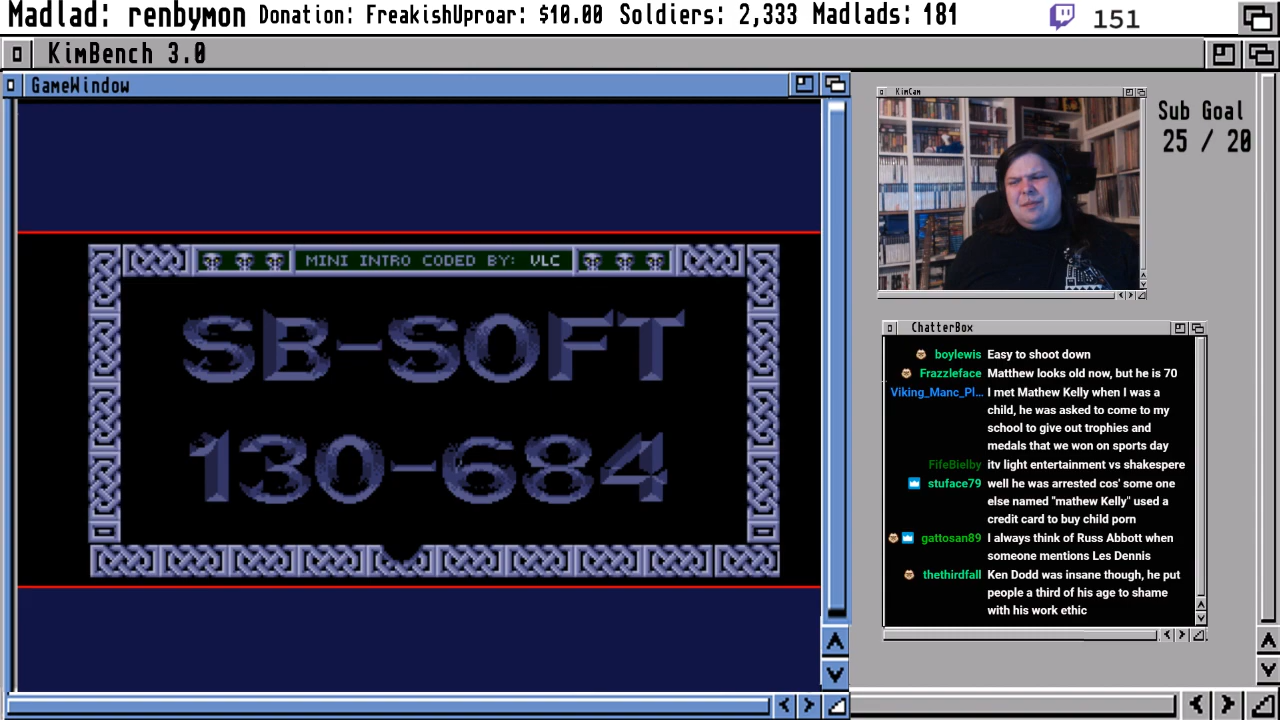 Madlad: renbymon Donation: FreakishUproar: $10.00 Soldiers: 2,333 Madlads: 181 151
KimBench 3.0
GameWindow
KimCam
Sub Goal
25 / 20
MINI INTRO CODED BY: VLC
SB-SOFT
130-684
ChatterBox
boylewis Easy to shoot down
Frazzleface Matthew looks old now, but he is 70
Viking_Manc_Pl... I met Mathew Kelly when I was a
child, he was asked to come to my
school to give out trophies and
medals that we won on sports day
FifeBielby itv light entertainment vs shakespere
stuface79 well he was arrested cos' some one
else named "mathew Kelly" used a
credit card to buy child porn
gattosan89 I always think of Russ Abbott when
someone mentions Les Dennis
thethirdfall Ken Dodd was insane though, he put
people a third of his age to shame
with his work ethic